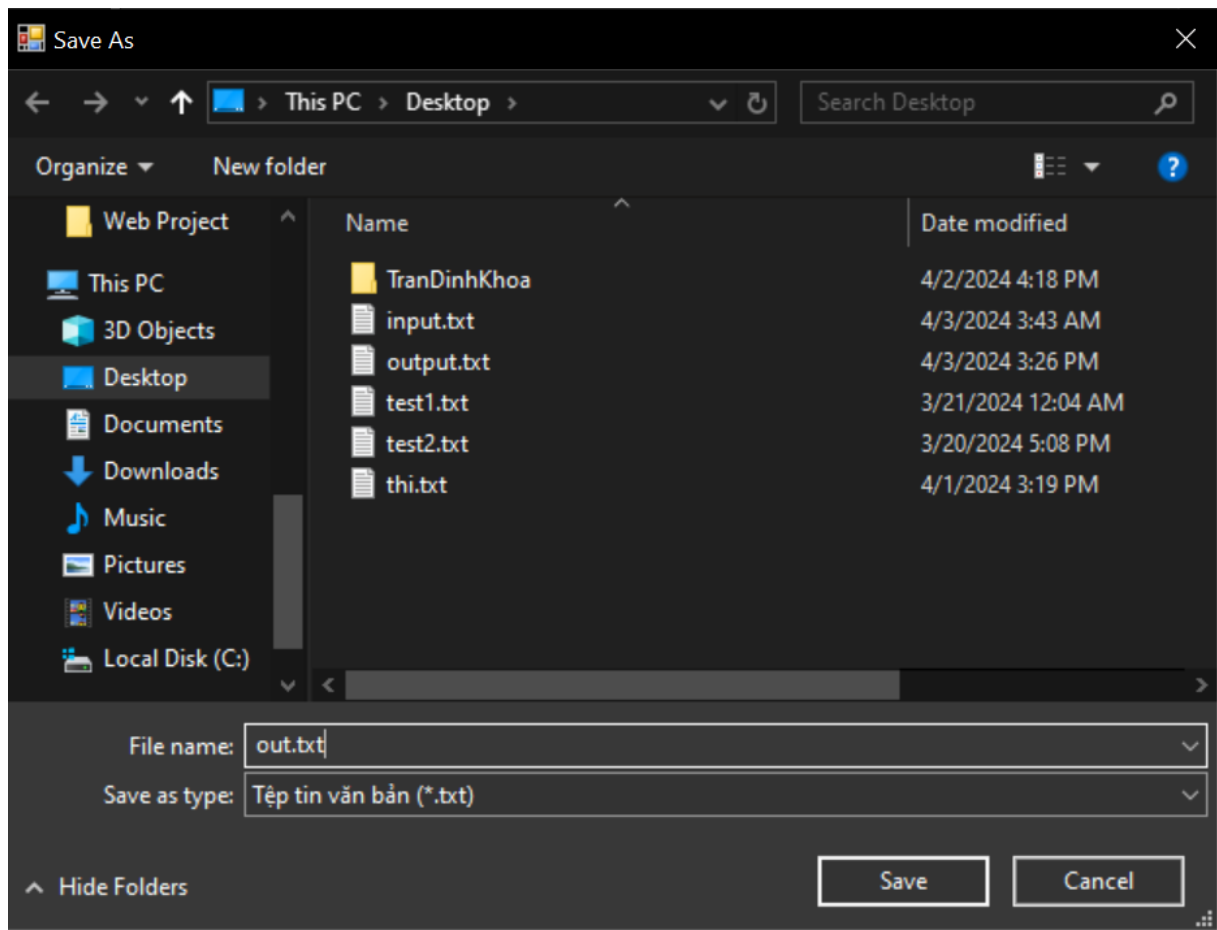 Save As
This PC > Desktop >
Search Desktop
Organize
New folder
Web Project
This PC
3D Objects
Desktop
Documents
Downloads
Music
Pictures
Videos
Local Disk (C:)
Name Date modified
TranDinhKhoa 4/2/2024 4:18 PM
input.txt 4/3/2024 3:43 AM
output.txt 4/3/2024 3:26 PM
test1.txt 3/21/2024 12:04 AM
test2.txt 3/20/2024 5:08 PM
thi.txt 4/1/2024 3:19 PM
File name: out.txt
Save as type: Tệp tin văn bản (*.txt)
Hide Folders
Save
Cancel